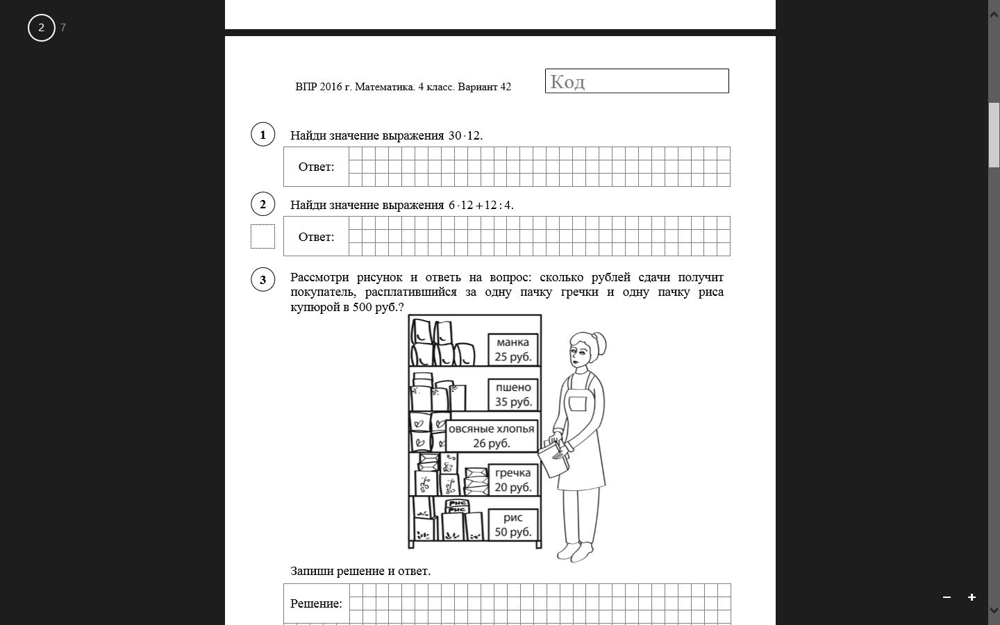 2 7
ВПР 2016 г. Математика. 4 класс. Вариант 42
Код
1
Найди значение выражения 30·12.
Ответ:
2
Найди значение выражения 6·12+12:4.
Ответ:
3
Рассмотри рисунок и ответь на вопрос: сколько рублей сдачи получит
покупатель, расплатившийся за одну пачку гречки и одну пачку риса
купюрой в 500 руб.?
манка
25 руб.
пшено
35 руб.
овсяные хлопья
26 руб.
гречка
20 руб.
РИС
РИС
рис
50 руб.
Запиши решение и ответ.
Решение: